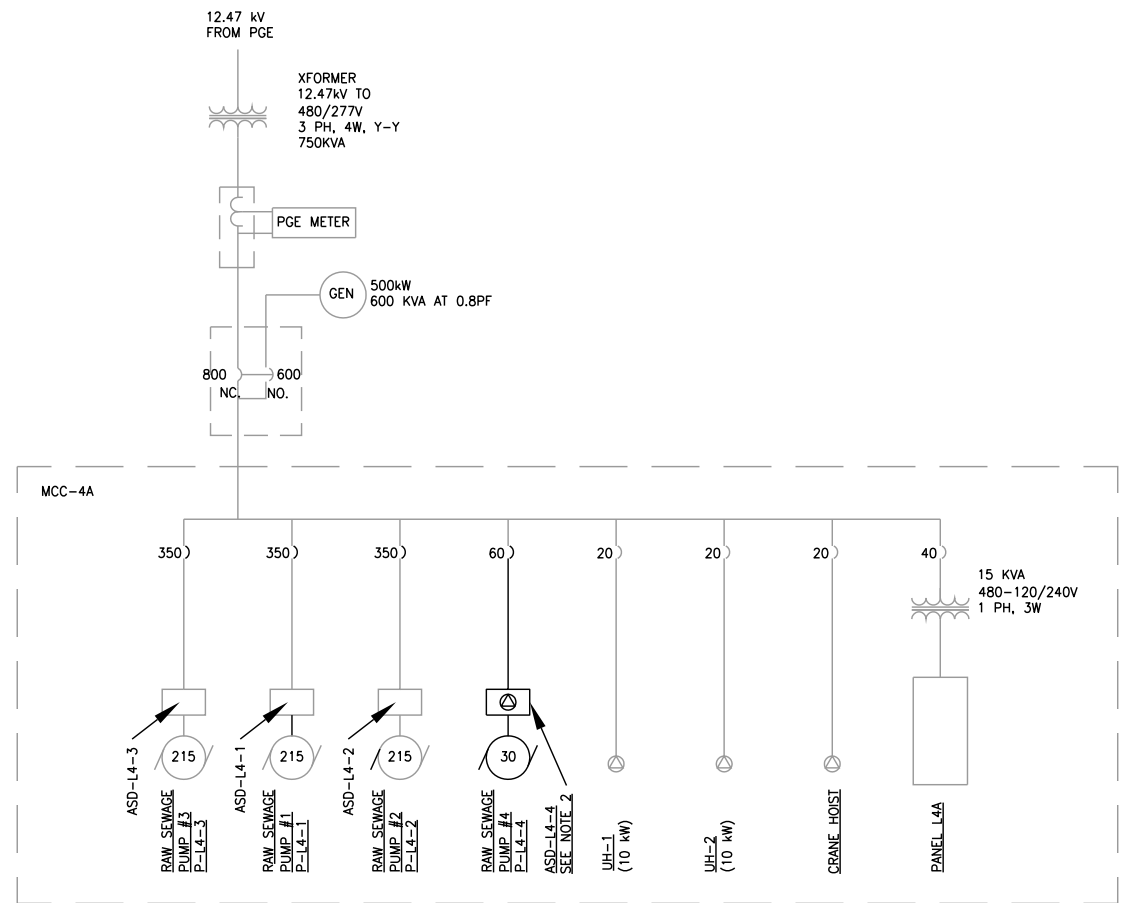 12.47 kV
FROM PGE
XFORMER
12.47kV TO
480/277V
3 PH, 4W, Y-Y
750KVA
PGE METER
GEN
500kW
600 KVA AT 0.8PF
800
600
NC.
NO.
MCC-4A
350
350
350
60
20
20
20
40
15 KVA
480-120/240V
1 PH, 3W
215
215
215
30
ASD-L4-3
RAW SEWAGE
PUMP #3
P-L4-3
ASD-L4-1
RAW SEWAGE
PUMP #1
P-L4-1
ASD-L4-2
RAW SEWAGE
PUMP #2
P-L4-2
RAW SEWAGE
PUMP #4
P-L4-4
ASD-L4-4
SEE NOTE 2
UH-1
(10 kW)
UH-2
(10 kW)
CRANE HOIST
PANEL L4A